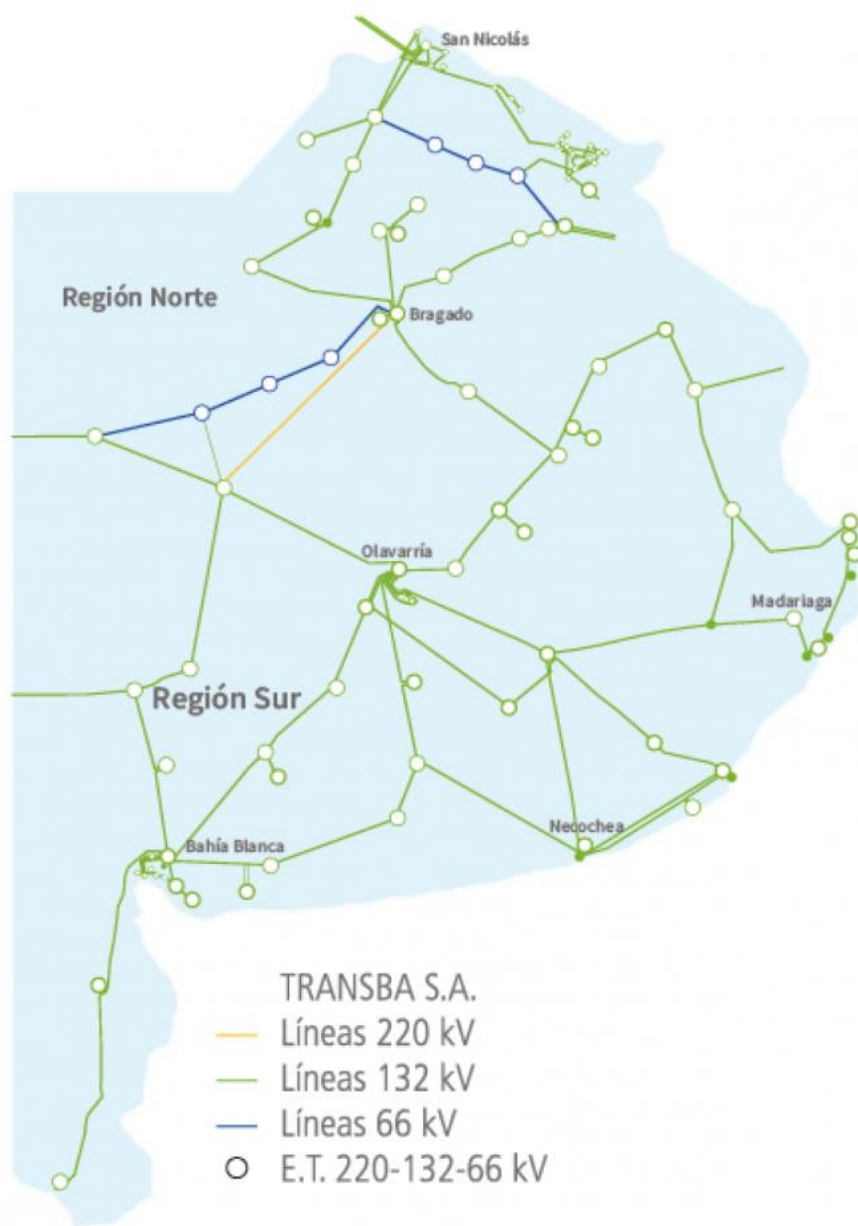 San Nicolás
Región Norte
Bragado
Olavarría
Madariaga
Región Sur
Necochea
Bahía Blanca
TRANSBA S.A.
Líneas 220 kV
Líneas 132 kV
Líneas 66 kV
E.T. 220-132-66 kV